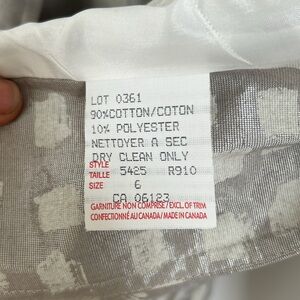 LOT 0361
90%COTTON/COTON
10% POLYESTER
NETTOYER A SEC
DRY CLEAN ONLY
STYLE
TAILLE 5425 R910
SIZE 6
CA 06123
GARNITURE NON COMPRISE/EXCL. OF TRIM
CONFECTIONNÉ AU CANADA/MADE IN CANADA